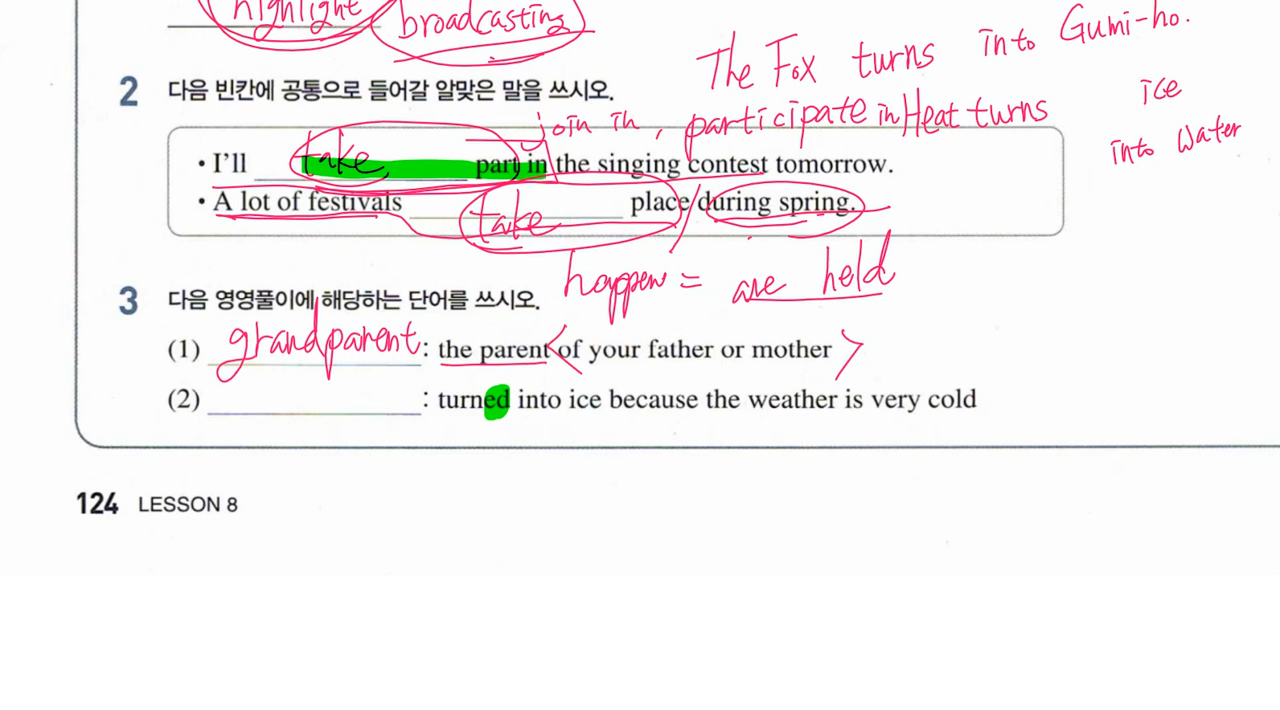 highlight broadcasting
The Fox turns into Gumi-ho.
2 다음 빈칸에 공통으로 들어갈 알맞은 말을 쓰시오.
join in, participate in Heat turns ice
into water
• I'll take part in the singing contest tomorrow.
• A lot of festivals take place during spring.
happen = are held
3 다음 영영풀이에 해당하는 단어를 쓰시오.
(1) grandparent : the parent of your father or mother
(2) : turned into ice because the weather is very cold
124 LESSON 8